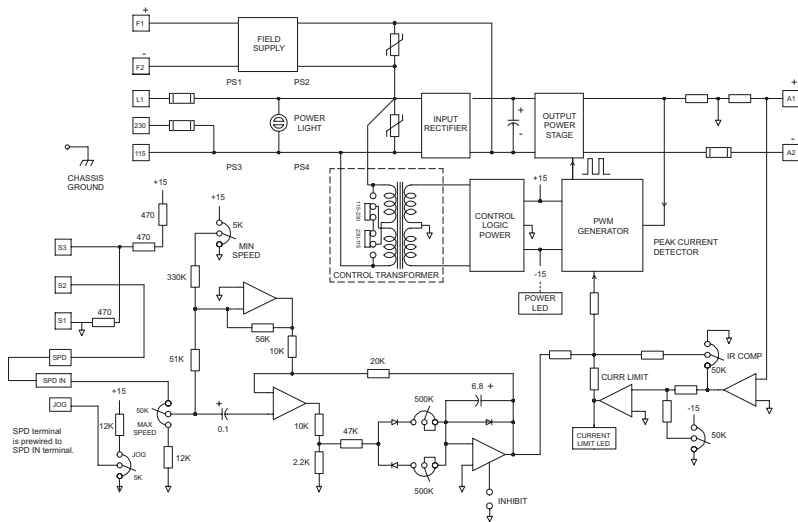 +
F1
-
F2
FIELD
SUPPLY
PS1
PS2
L1
230
115
POWER
LIGHT
PS3
PS4
INPUT
RECTIFIER
+
-
OUTPUT
POWER
STAGE
+
A1
-
A2
CHASSIS
GROUND
115-230
230-115
CONTROL TRANSFORMER
CONTROL
LOGIC
POWER
+15
-15
POWER
LED
PWM
GENERATOR
PEAK CURRENT
DETECTOR
+15
470
470
S3
S2
S1
470
+15
5K
MIN
SPEED
330K
56K
10K
51K
SPD
SPD IN
JOG
+15
12K
JOG
5K
50K
MAX
SPEED
12K
SPD terminal
is prewired to
SPD IN terminal.
+
0.1
20K
10K
47K
2.2K
500K
500K
6.8 +
INHIBIT
CURR LIMIT
CURRENT
LIMIT LED
IR COMP
50K
-15
50K